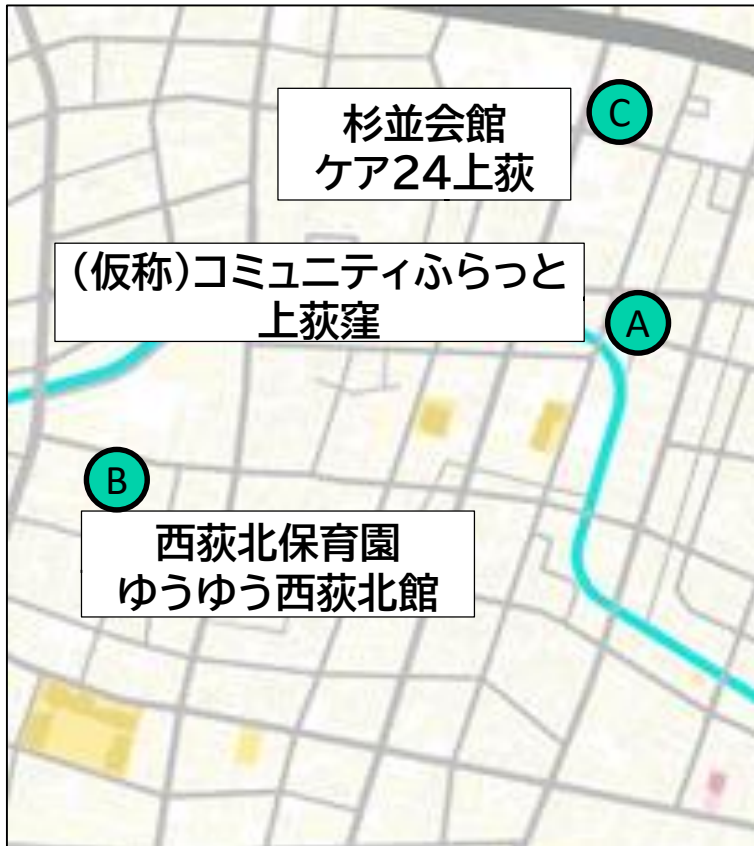 杉並会館
ケア24上荻
C
(仮称)コミュニティふらっと
上荻窪
A
B
西荻北保育園
ゆうゆう西荻北館